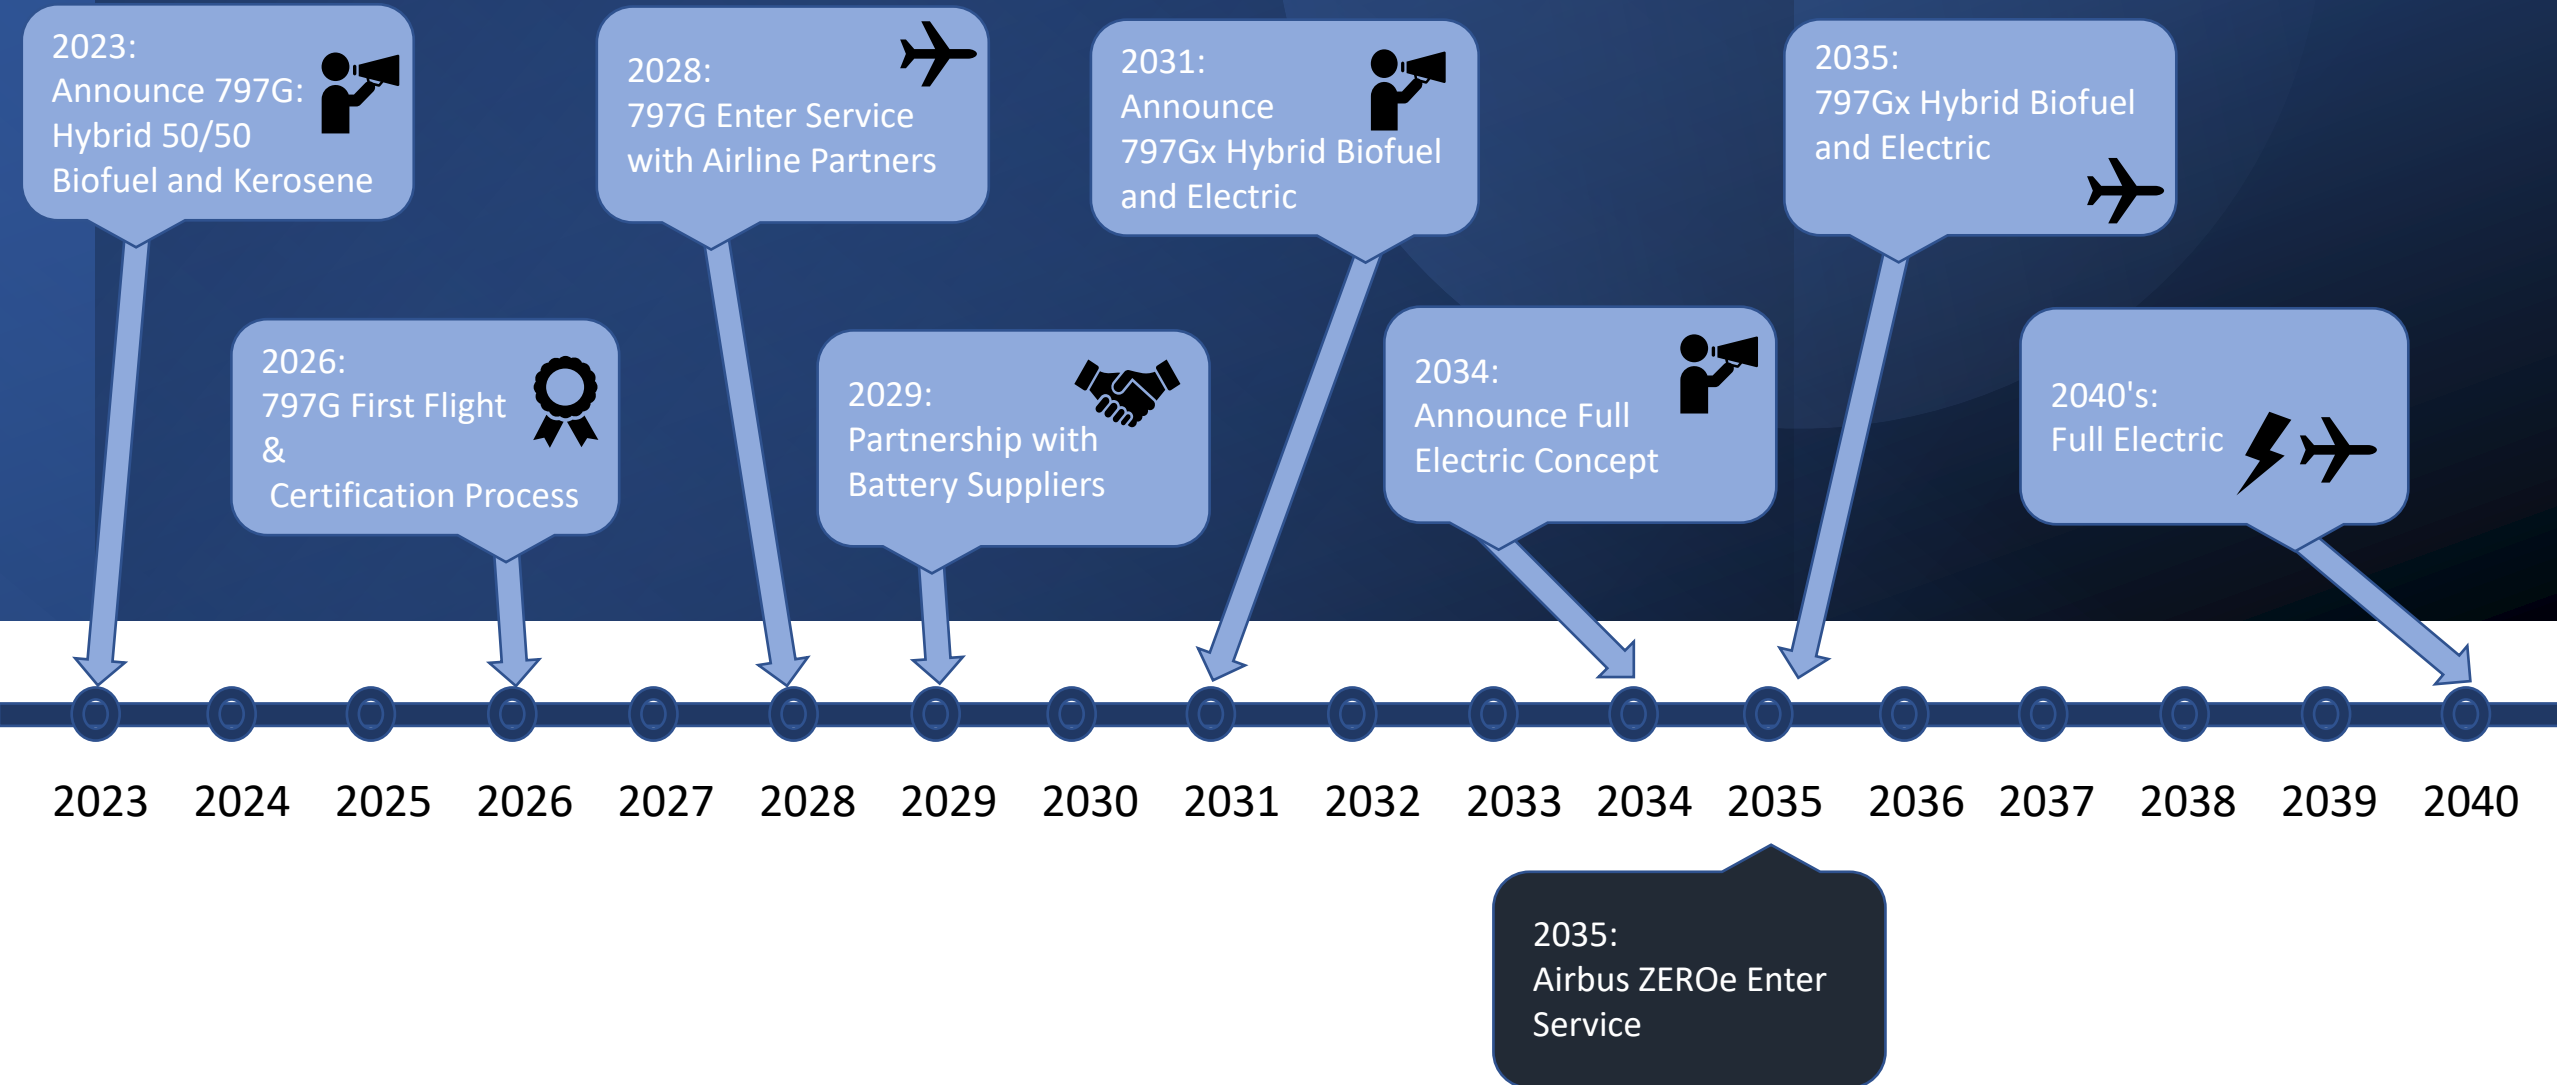 2023:
Announce 797G:
Hybrid 50/50
Biofuel and Kerosene
2028:
797G Enter Service
with Airline Partners
2031:
Announce
797Gx Hybrid Biofuel
and Electric
2035:
797Gx Hybrid Biofuel
and Electric
2026:
797G First Flight
&
Certification Process
2029:
Partnership with
Battery Suppliers
2034:
Announce Full
Electric Concept
2040's:
Full Electric
2023 2024 2025 2026 2027 2028 2029 2030 2031 2032 2033 2034 2035 2036 2037 2038 2039 2040
2035:
Airbus ZEROe Enter
Service